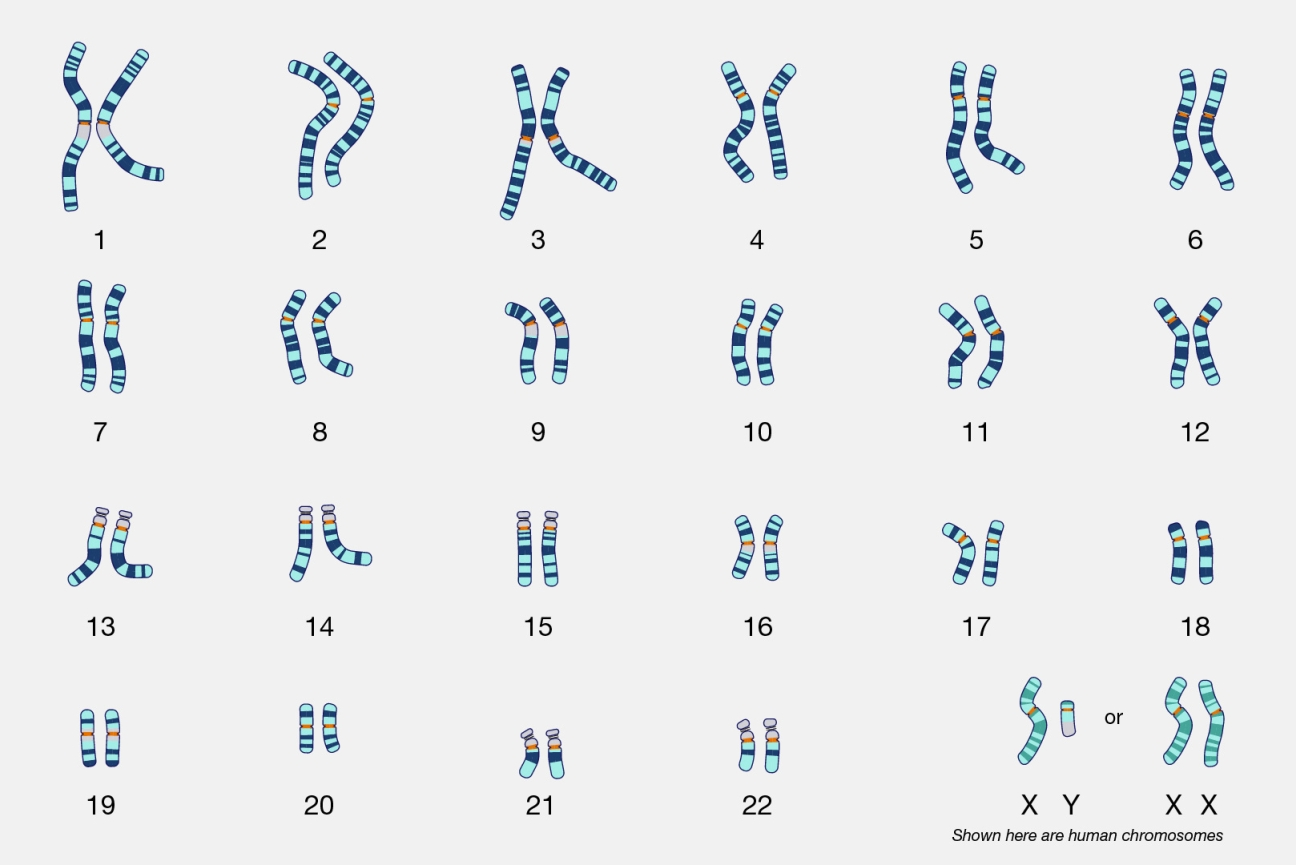 1 2 3 4 5 6
7 8 9 10 11 12
13 14 15 16 17 18
or
19 20 21 22 X Y X X
Shown here are human chromosomes